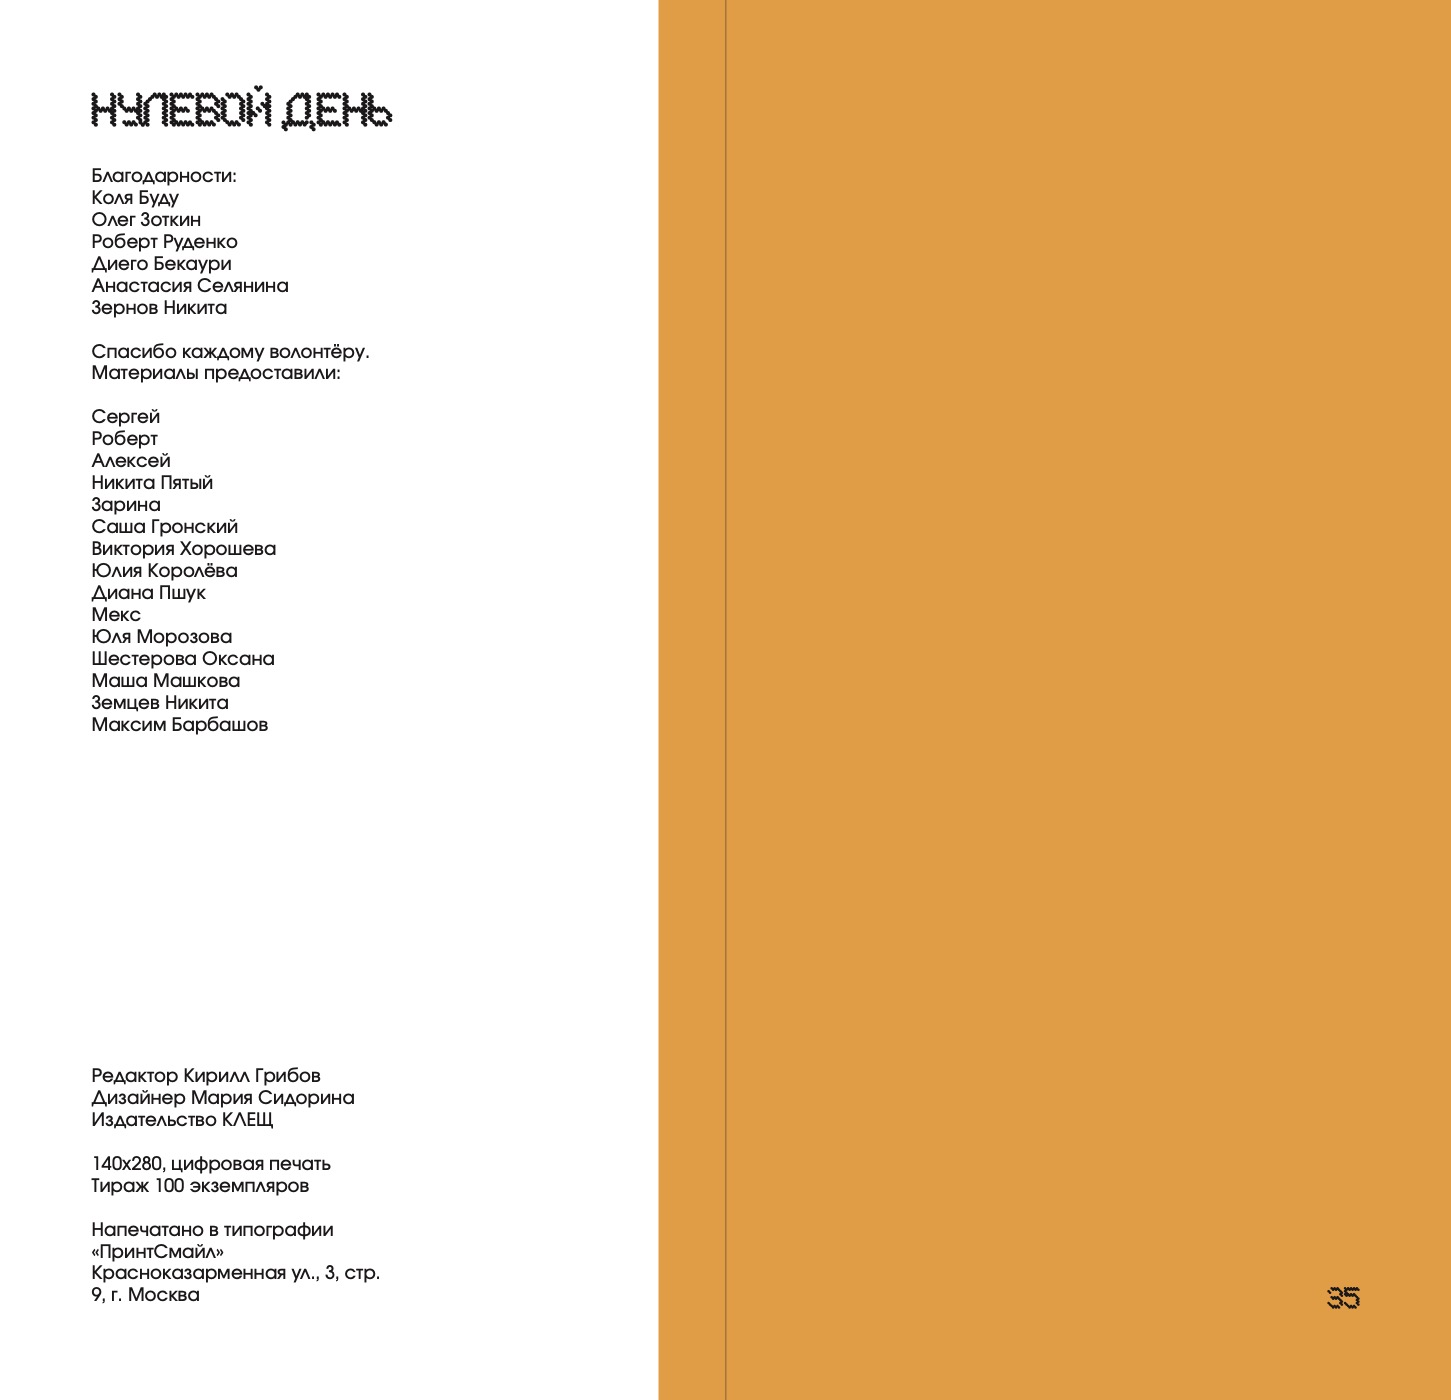 НУЛЕВОЙ ДЕНЬ
Благодарности:
Коля Буду
Олег Зоткин
Роберт Руденко
Диего Бекаури
Анастасия Селянина
Зернов Никита
Спасибо каждому волонтёру.
Материалы предоставили:
Сергей
Роберт
Алексей
Никита Пятый
Зарина
Саша Гронский
Виктория Хорошева
Юлия Королёва
Диана Пшук
Мекс
Юля Морозова
Шестерова Оксана
Маша Машкова
Земцев Никита
Максим Барбашов
Редактор Кирилл Грибов
Дизайнер Мария Сидорина
Издательство КЛЕЩ
140х280, цифровая печать
Тираж 100 экземпляров
Напечатано в типографии
«ПринтСмайл»
Красноказарменная ул., 3, стр.
9, г. Москва
35